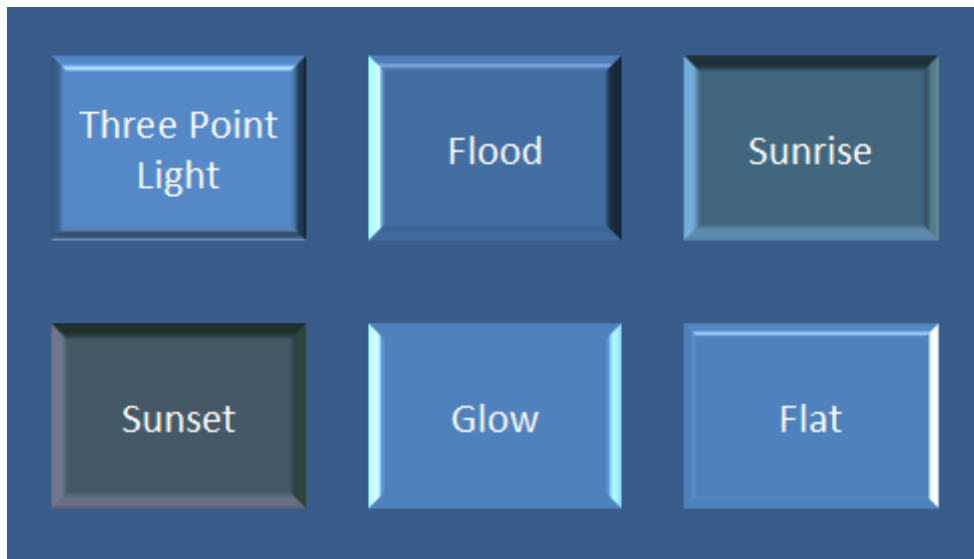 Three Point
Light
Flood
Sunrise
Sunset
Glow
Flat